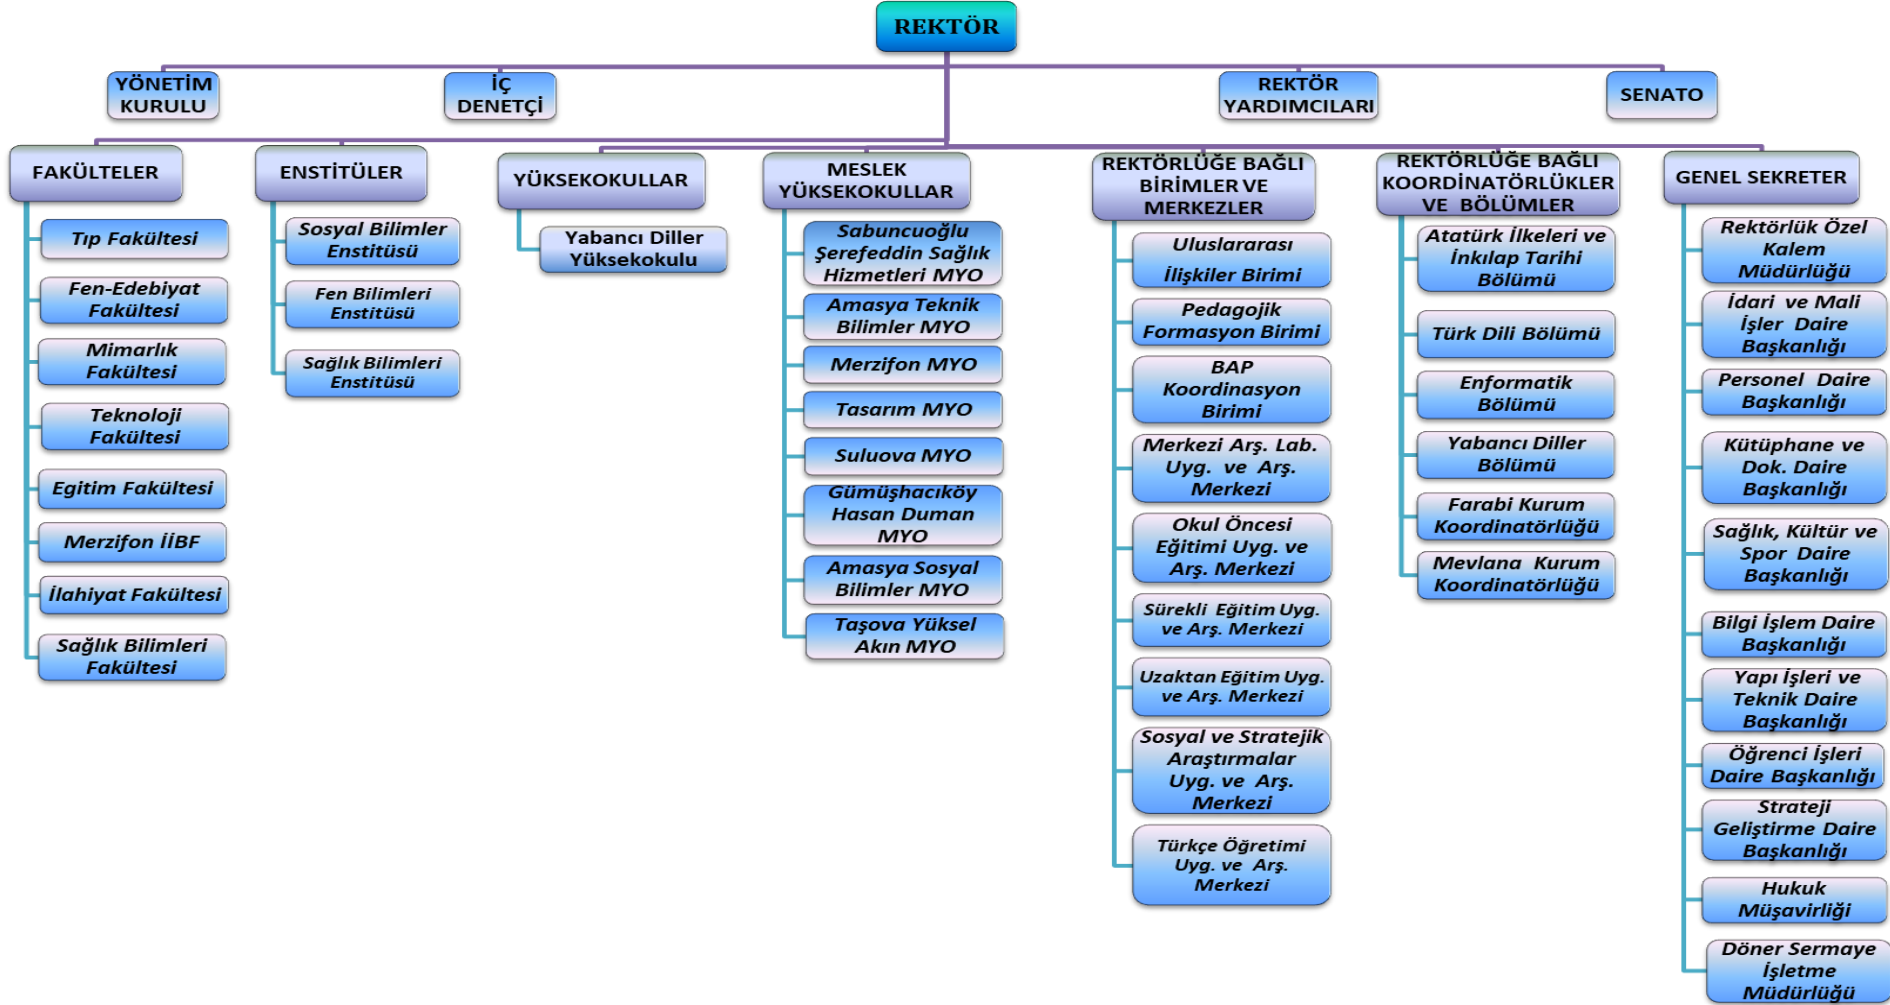 REKTÖR
YÖNETİM
KURULU
İÇ
DENETÇİ
REKTÖR
YARDIMCILARI
SENATO
FAKÜLTELER
Tıp Fakültesi
Fen-Edebiyat
Fakültesi
Mimarlık
Fakültesi
Teknoloji
Fakültesi
Egitim Fakültesi
Merzifon İİBF
İlahiyat Fakültesi
Sağlık Bilimleri
Fakültesi
ENSTİTÜLER
Sosyal Bilimler
Enstitüsü
Fen Bilimleri
Enstitüsü
Sağlık Bilimleri
Enstitüsü
YÜKSEKOKULLAR
Yabancı Diller
Yüksekokulu
MESLEK
YÜKSEKOKULLAR
Sabuncuoğlu
Şerefeddin Sağlık
Hizmetleri MYO
Amasya Teknik
Bilimler MYO
Merzifon MYO
Tasarım MYO
Suluova MYO
Gümüşhacıköy
Hasan Duman
MYO
Amasya Sosyal
Bilimler MYO
Taşova Yüksel
Akın MYO
REKTÖRLÜĞE BAĞLI
BİRİMLER VE
MERKEZLER
Uluslararası
İlişkiler Birimi
Pedagojik
Formasyon Birimi
BAP
Koordinasyon
Birimi
Merkezi Arş. Lab.
Uyg. ve Arş.
Merkezi
Okul Öncesi
Eğitimi Uyg. ve
Arş. Merkezi
Sürekli Eğitim Uyg.
ve Arş. Merkezi
Uzaktan Eğitim Uyg.
ve Arş. Merkezi
Sosyal ve Stratejik
Araştırmalar
Uyg. ve Arş.
Merkezi
Türkçe Öğretimi
Uyg. ve Arş.
Merkezi
REKTÖRLÜĞE BAĞLI
KOORDİNATÖRLÜKLER
VE BÖLÜMLER
Atatürk İlkeleri ve
İnkılap Tarihi
Bölümü
Türk Dili Bölümü
Enformatik
Bölümü
Yabancı Diller
Bölümü
Farabi Kurum
Koordinatörlüğü
Mevlana Kurum
Koordinatörlüğü
GENEL SEKRETER
Rektörlük Özel
Kalem
Müdürlüğü
İdari ve Mali
İşler Daire
Başkanlığı
Personel Daire
Başkanlığı
Kütüphane ve
Dok. Daire
Başkanlığı
Sağlık, Kültür ve
Spor Daire
Başkanlığı
Bilgi İşlem Daire
Başkanlığı
Yapı İşleri ve
Teknik Daire
Başkanlığı
Öğrenci İşleri
Daire Başkanlığı
Strateji
Geliştirme Daire
Başkanlığı
Hukuk
Müşavirliği
Döner Sermaye
İşletme
Müdürlüğü